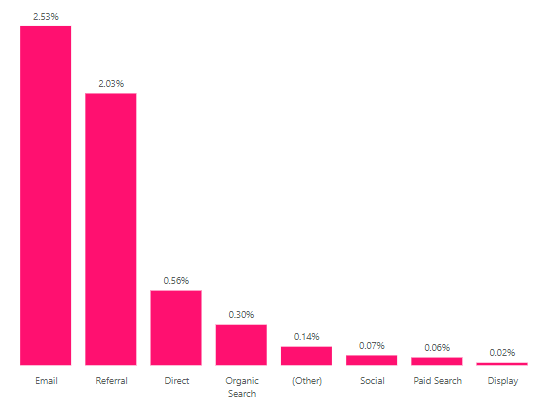 2.53%
2.03%
0.56%
0.30%
0.14%
0.07%
0.06%
0.02%
Email
Referral
Direct
Organic
Search
(Other)
Social
Paid Search
Display